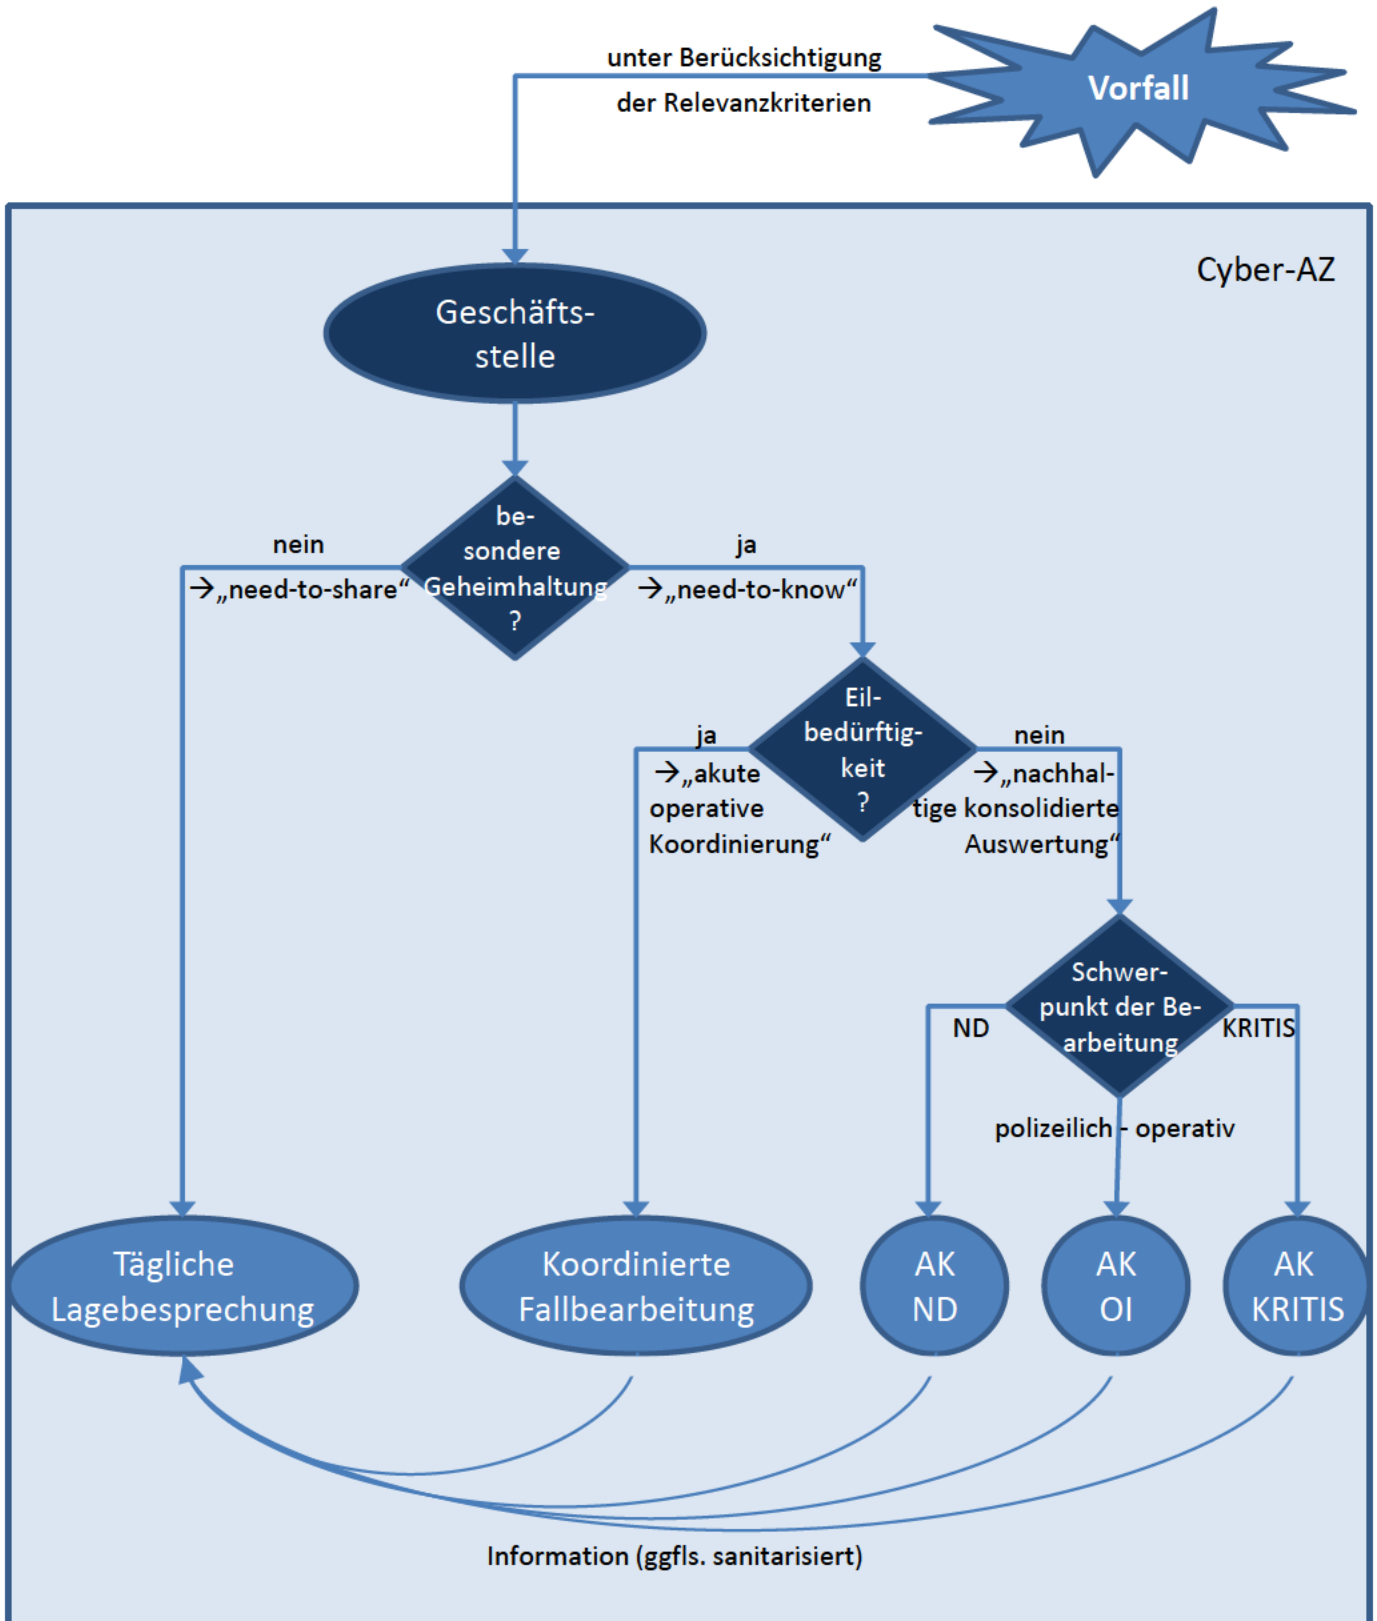 unter Berücksichtigung
der Relevanzkriterien
Vorfall
Cyber-AZ
Geschäfts-
stelle
be-
sondere
Geheimhaltung
?
nein
→„need-to-share“
ja
→„need-to-know“
Eil-
bedürftig-
keit
?
ja
→„akute
operative
Koordinierung“
nein
→„nachhal-
tige konsolidierte
Auswertung“
Schwer-
punkt der Be-
arbeitung
ND
KRITIS
polizeilich - operativ
Tägliche
Lagebesprechung
Koordinierte
Fallbearbeitung
AK
ND
AK
OI
AK
KRITIS
Information (ggfls. sanitarisiert)